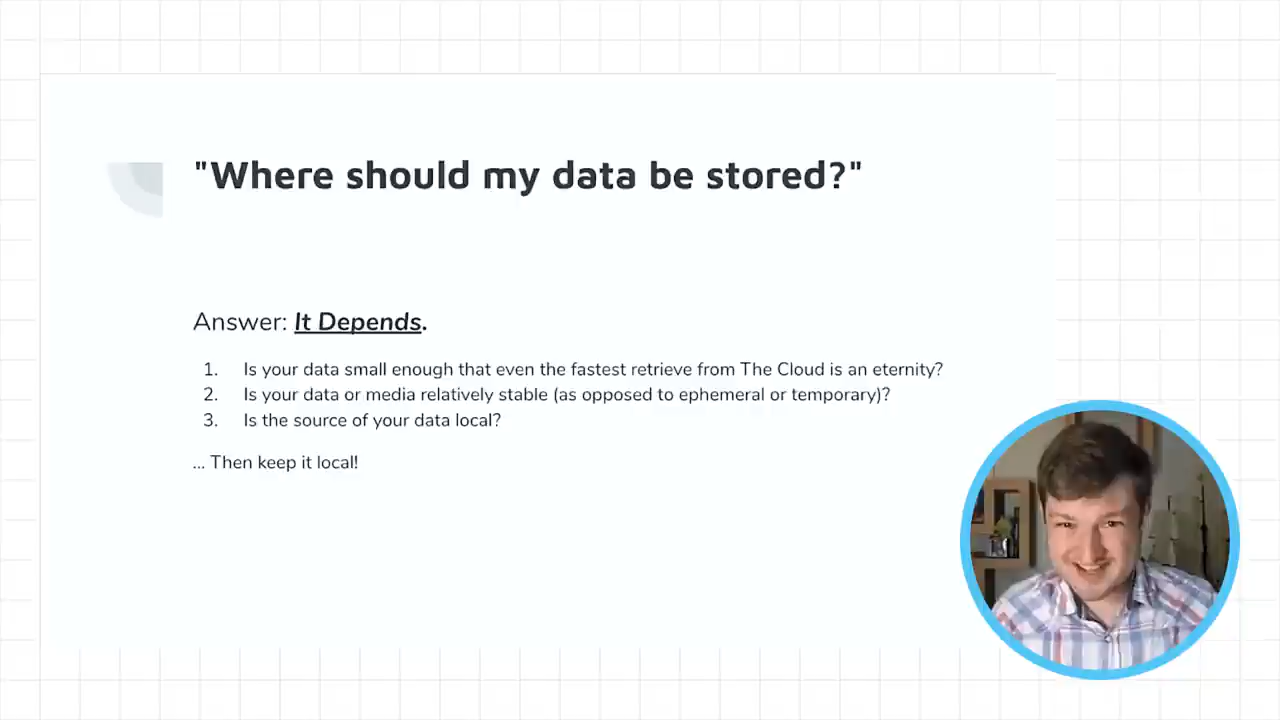 "Where should my data be stored?"
Answer: It Depends.
1. Is your data small enough that even the fastest retrieve from The Cloud is an eternity?
2. Is your data or media relatively stable (as opposed to ephemeral or temporary)?
3. Is the source of your data local?
... Then keep it local!